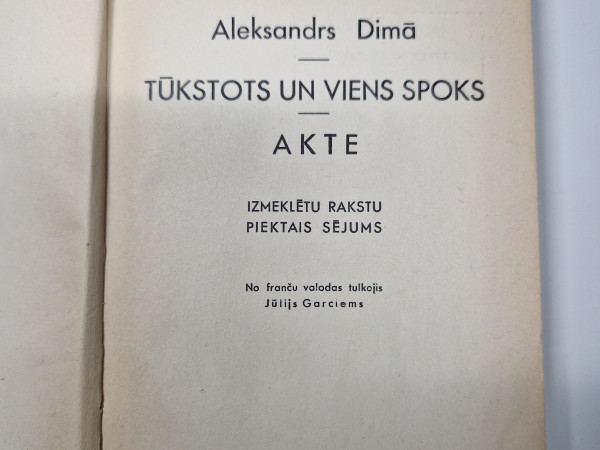 Aleksandrs Dimā
TŪKSTOTS UN VIENS SPOKS
AKTE
IZMEKLĒTU RAKSTU
PIEKTAIS SĒJUMS
No franču valodas tulkojis
Jūlijs Garciems